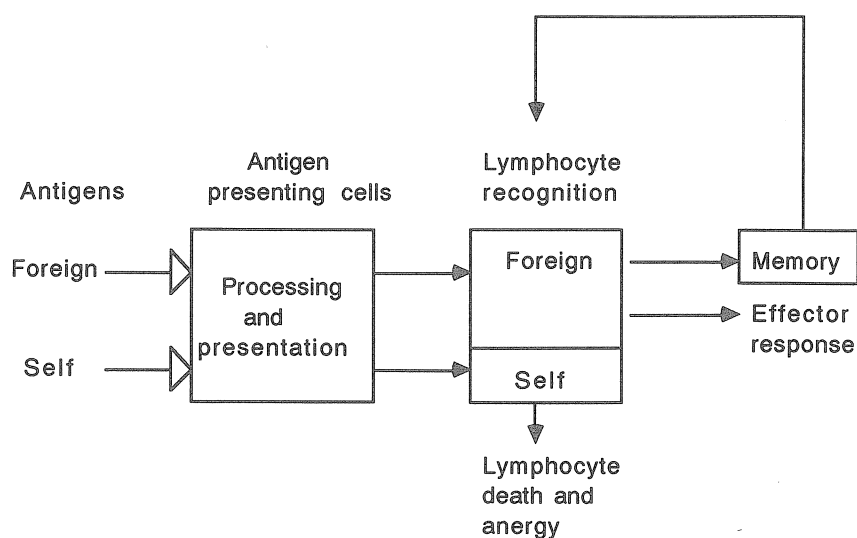 Antigens
Foreign
Self
Antigen
presenting cells
Processing
and
presentation
Lymphocyte
recognition
Foreign
Self
Lymphocyte
death and
anergy
Memory
Effector
response